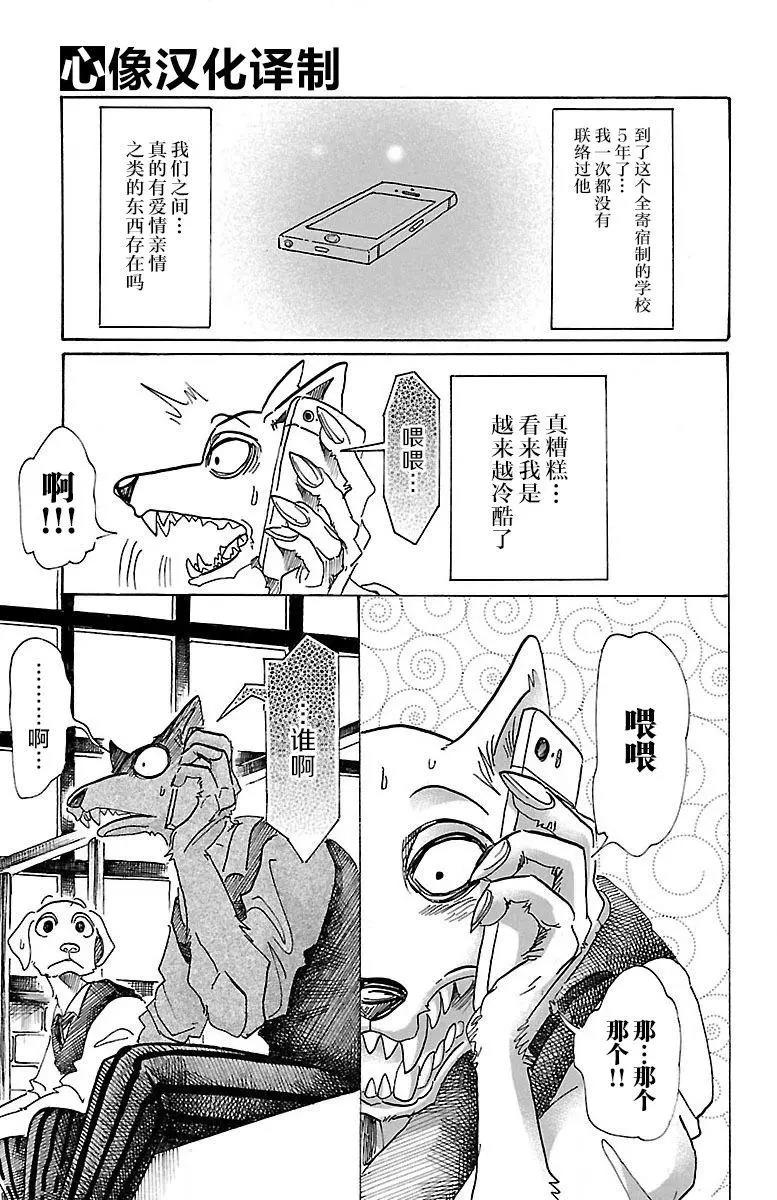 心像汉化译制
到了这个全寄宿制的学校
5年了…
我一次都没有
联络过他
我们之间…
真的有爱情亲情
之类的东西存在吗
真糟糕…
看来我是
越来越冷酷了
喂喂…
啊!!!
喂喂
那…那个
那个!!
……谁啊
……啊…